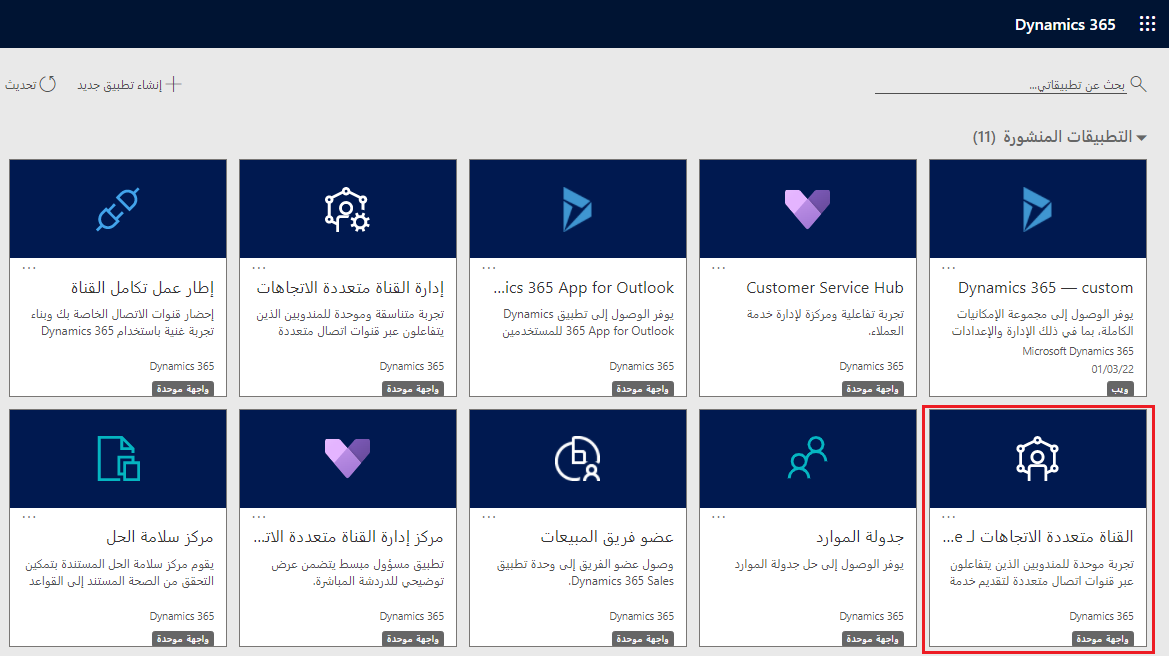 Dynamics 365
بحث عن تطبيقاتي...
إنشاء تطبيق جديد
تحديث
التطبيقات المنشورة (11)
Dynamics 365 — custom
يوفر الوصول إلى مجموعة الإمكانيات
الكاملة، بما في ذلك الإدارة والإعدادات
Microsoft Dynamics 365
01/03/22
ويب
Customer Service Hub
تجربة تفاعلية ومركزة لإدارة خدمة
العملاء.
Dynamics 365
واجهة موحدة
...ics 365 App for Outlook
يوفر الوصول إلى تطبيق Dynamics
365 App for Outlook للمستخدمين
Dynamics 365
واجهة موحدة
إدارة القناة متعددة الاتجاهات
تجربة متناسقة وموحدة للمندوبين الذين
يتفاعلون عبر قنوات اتصال متعددة
Dynamics 365
واجهة موحدة
إطار عمل تكامل القناة
إحضار قنوات الاتصال الخاصة بك وبناء
تجربة غنية باستخدام Dynamics 365
Dynamics 365
واجهة موحدة
القناة متعددة الاتجاهات لـ e...
تجربة موحدة للمندوبين الذين يتفاعلون
عبر قنوات اتصال متعددة لتقديم خدمة
Dynamics 365
واجهة موحدة
جدولة الموارد
يوفر الوصول إلى حل جدولة الموارد
Dynamics 365
واجهة موحدة
عضو فريق المبيعات
وصول عضو الفريق إلى وحدة تطبيق
Dynamics 365 Sales.
Dynamics 365
واجهة موحدة
مركز إدارة القناة متعددة الاتـ...
تطبيق مسؤول مبسط يتضمن عرض
توضيحي للدردشة المباشرة.
Dynamics 365
واجهة موحدة
مركز سلامة الحل
يقوم مركز سلامة الحل المستندة بتمكين
التحقق من الصحة المستند إلى القواعد
Dynamics 365
واجهة موحدة